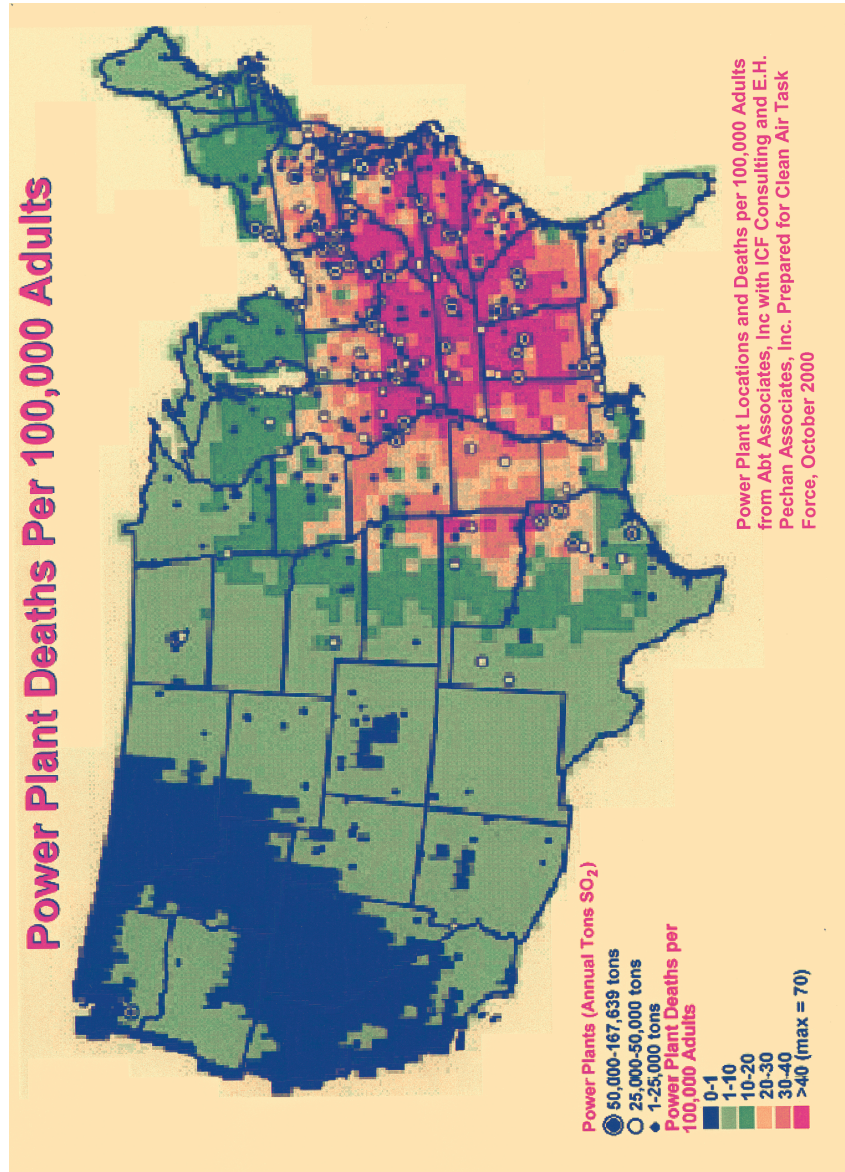 Power Plant Deaths Per 100,000 Adults
Power Plants (Annual Tons SO2)
50,000-167,639 tons
25,000-50,000 tons
1-25,000 tons
Power Plant Deaths per
100,000 Adults
0-1
1-10
10-20
20-30
30-40
>40 (max = 70)
Power Plant Locations and Deaths per 100,000 Adults
from Abt Associates, Inc with ICF Consulting and E.H.
Pechan Associates, Inc. Prepared for Clean Air Task
Force, October 2000